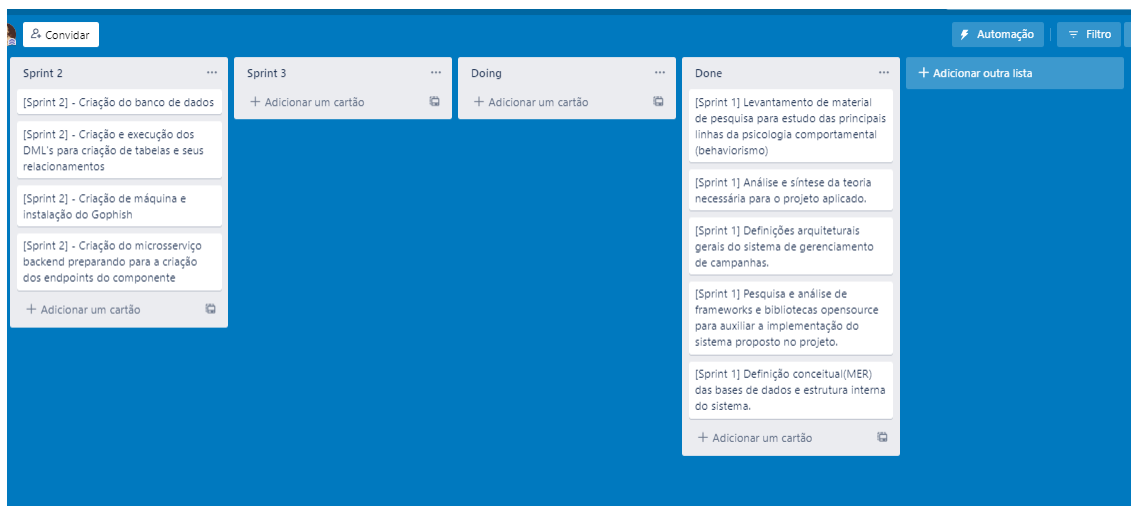 Convidar
Automação
Filtro
Sprint 2
[Sprint 2] - Criação do banco de dados
[Sprint 2] - Criação e execução dos
DML's para criação de tabelas e seus
relacionamentos
[Sprint 2] - Criação de máquina e
instalação do Gophish
[Sprint 2] - Criação do microsserviço
backend preparando para a criação
dos endpoints do componente
+ Adicionar um cartão
Sprint 3
+ Adicionar um cartão
Doing
+ Adicionar um cartão
Done
[Sprint 1] Levantamento de material
de pesquisa para estudo das principais
linhas da psicologia comportamental
(behaviorismo)
[Sprint 1] Análise e síntese da teoria
necessária para o projeto aplicado.
[Sprint 1] Definições arquiteturais
gerais do sistema de gerenciamento
de campanhas.
[Sprint 1] Pesquisa e análise de
frameworks e bibliotecas opensource
para auxiliar a implementação do
sistema proposto no projeto.
[Sprint 1] Definição conceitual(MER)
das bases de dados e estrutura interna
do sistema.
+ Adicionar um cartão
+ Adicionar outra lista